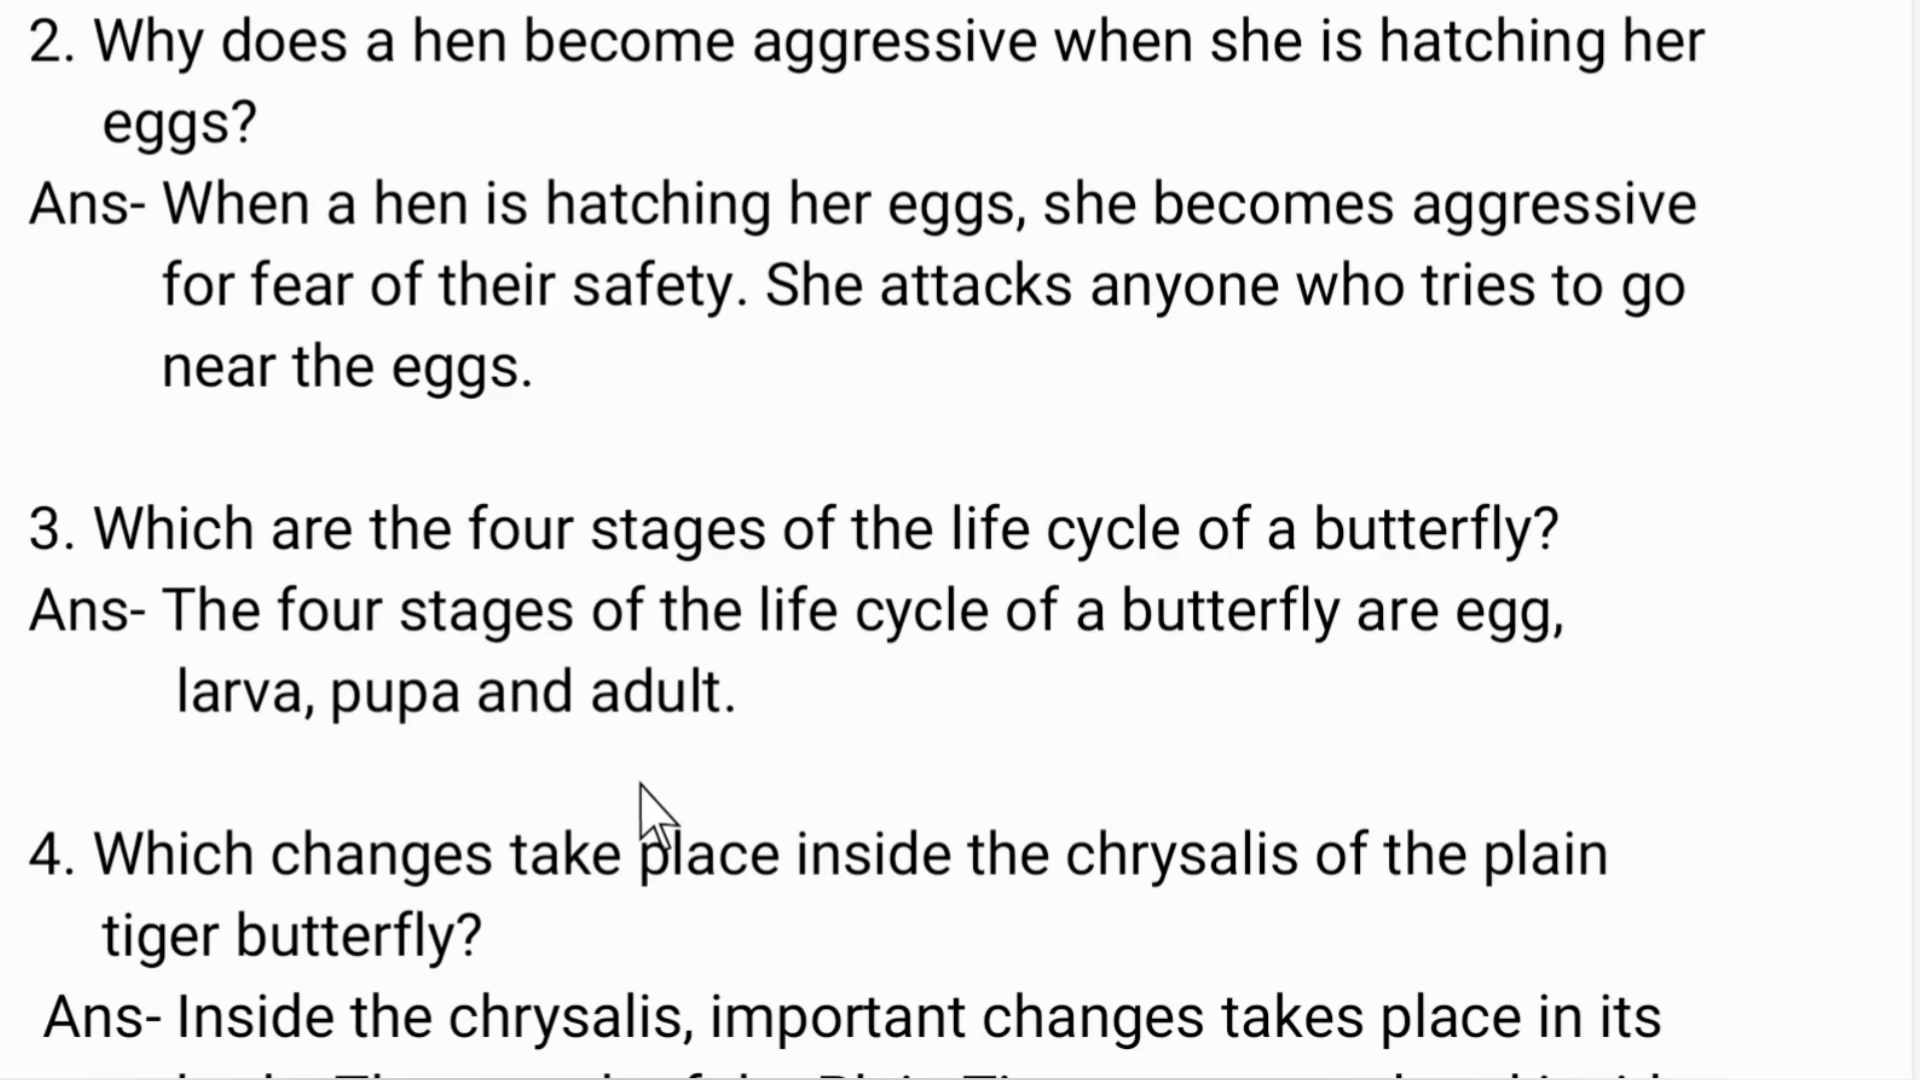 2. Why does a hen become aggressive when she is hatching her
eggs?
Ans- When a hen is hatching her eggs, she becomes aggressive
for fear of their safety. She attacks anyone who tries to go
near the eggs.
3. Which are the four stages of the life cycle of a butterfly?
Ans- The four stages of the life cycle of a butterfly are egg,
larva, pupa and adult.
4. Which changes take place inside the chrysalis of the plain
tiger butterfly?
Ans- Inside the chrysalis, important changes takes place in its